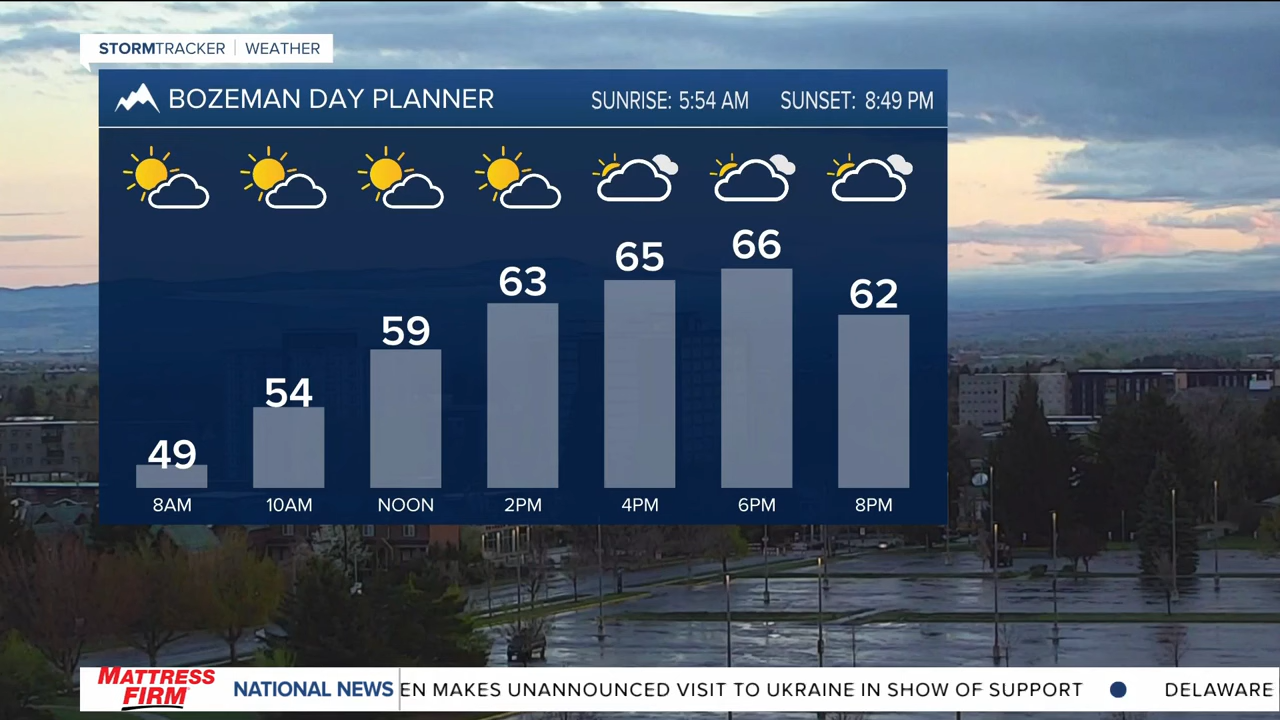 STORMTRACKER | WEATHER
BOZEMAN DAY PLANNER SUNRISE: 5:54 AM SUNSET: 8:49 PM
49 54 59 63 65 66 62
8AM 10AM NOON 2PM 4PM 6PM 8PM
MATTRESS
FIRM
NATIONAL NEWS EN MAKES UNANNOUNCED VISIT TO UKRAINE IN SHOW OF SUPPORT ● DELAWARE